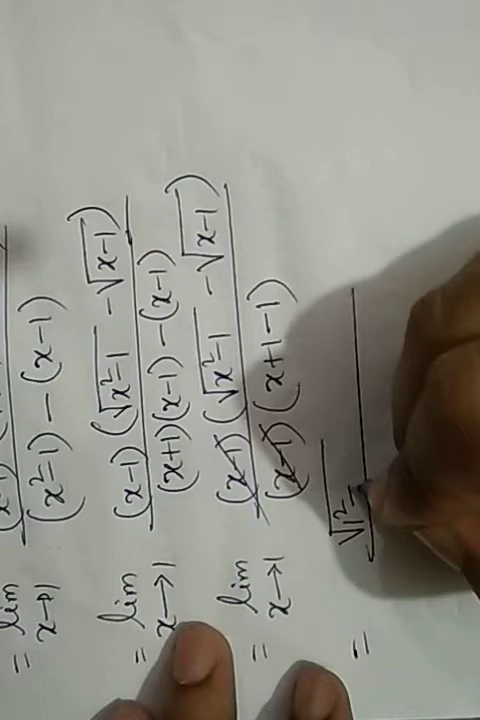 = lim x→1 (x²-1) - (x-1)
= lim x→1 (x-1)(√x²-1 - √x-1) / (x+1)(x-1) - (x-1)
= lim x→1 (x-1)(√x²-1 - √x-1) / (x-1)(x+1-1)
= √1²-